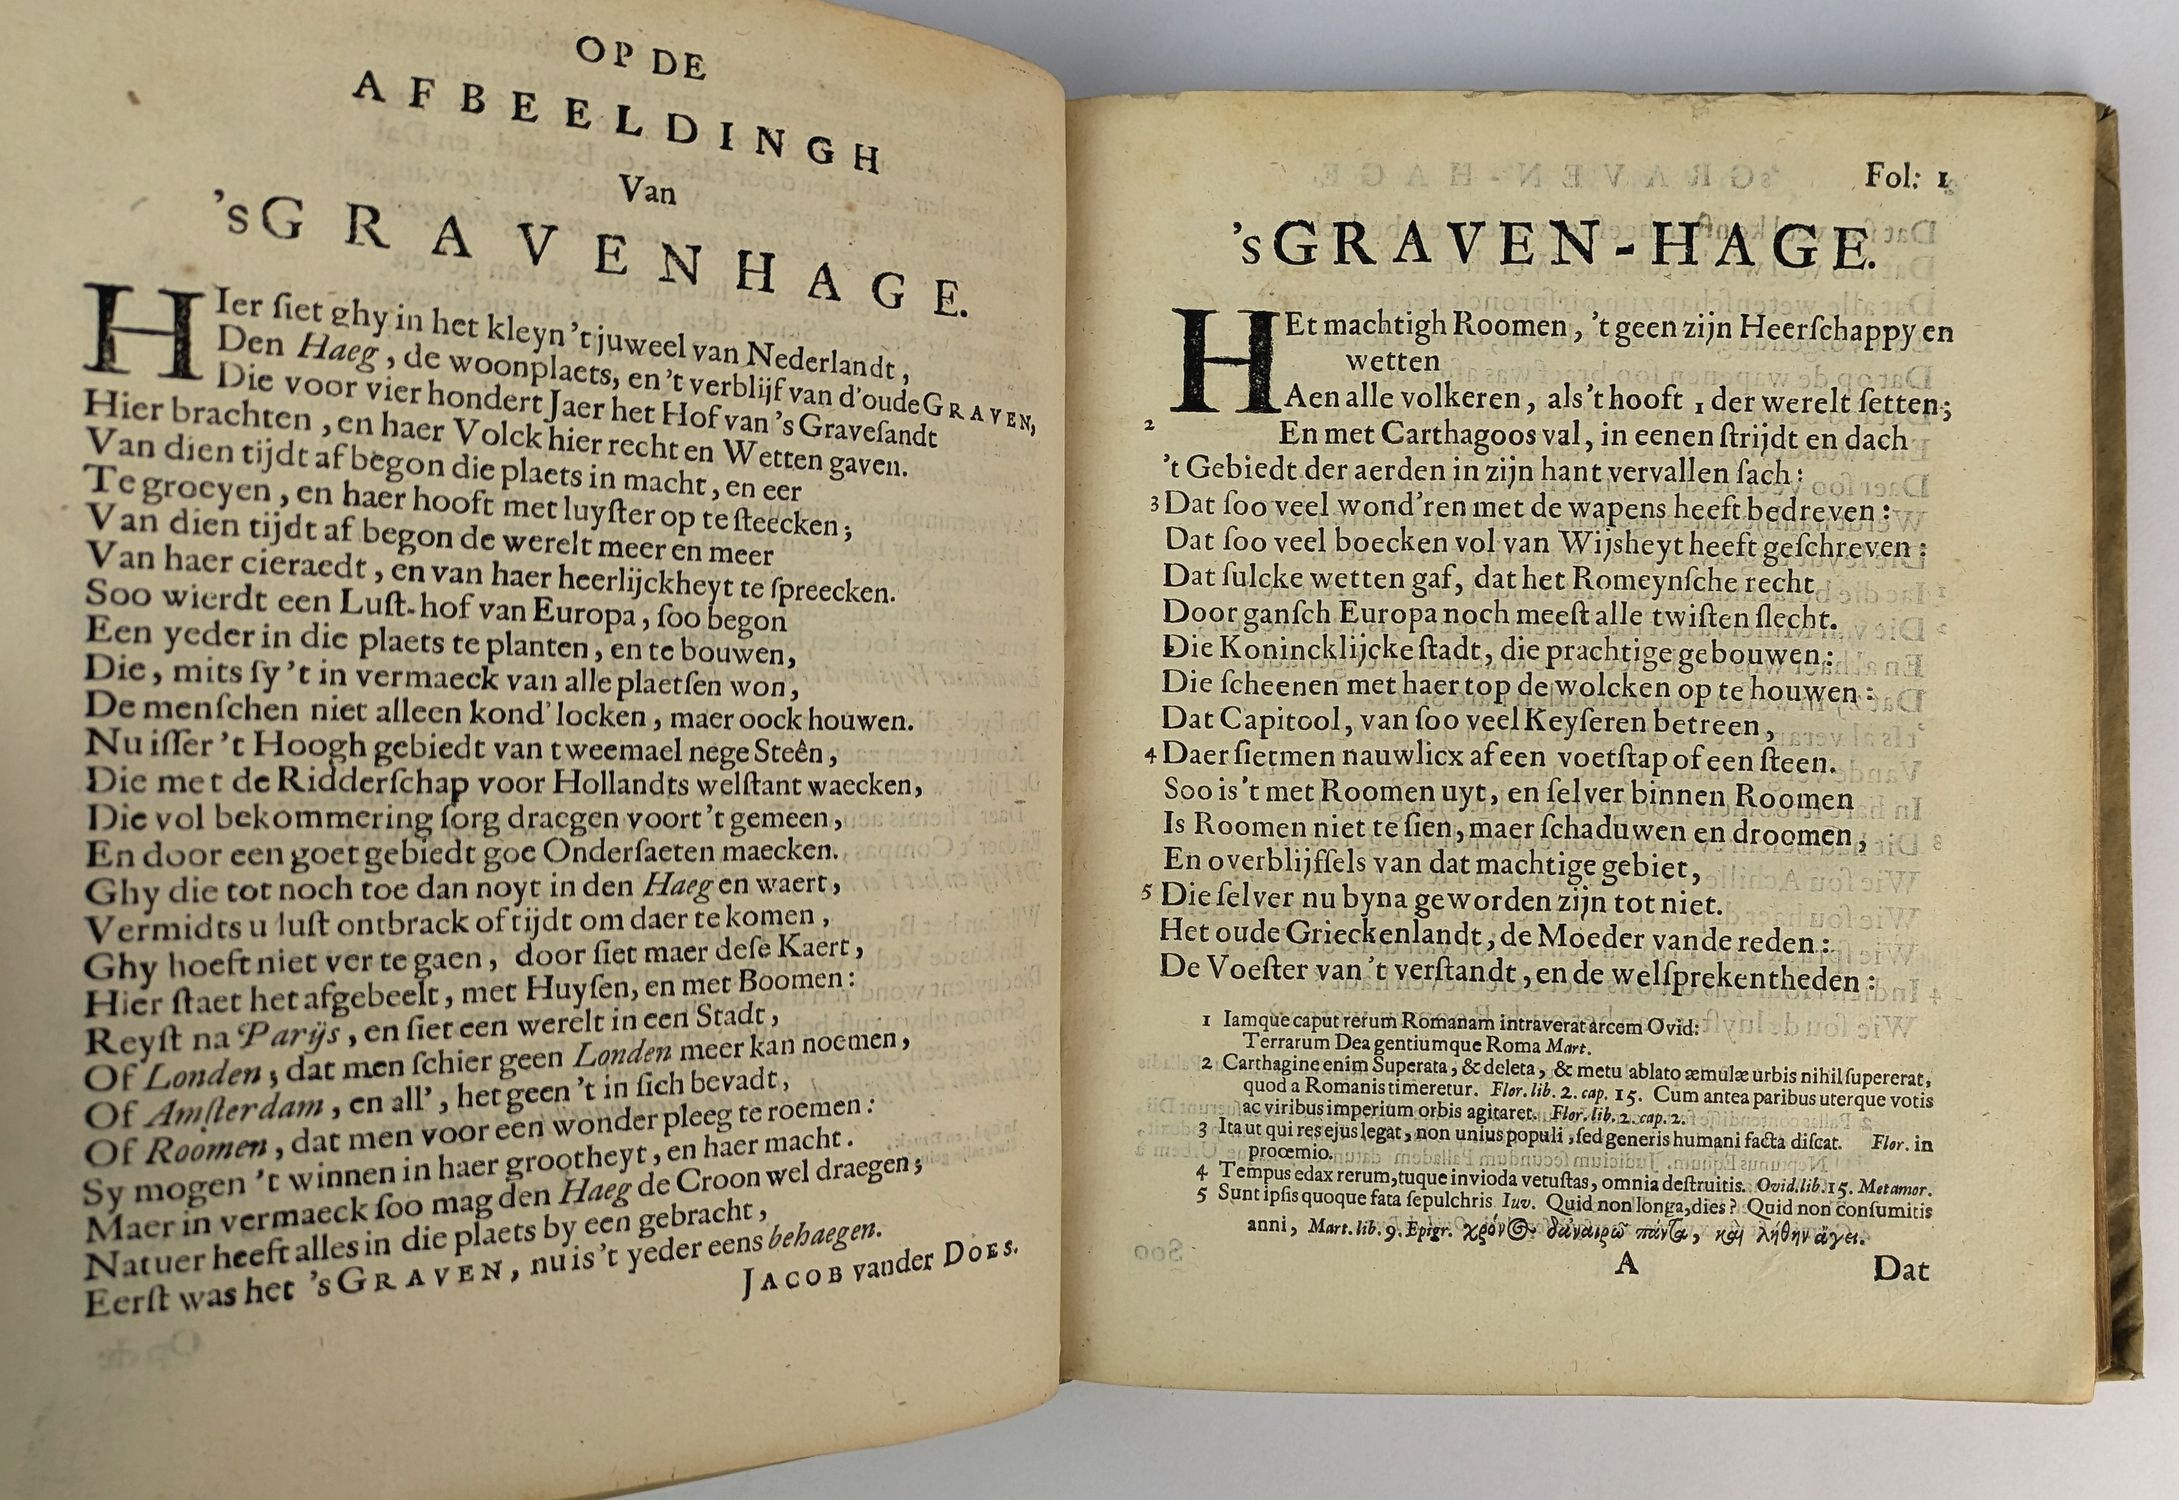 OP DE
AFBEELDINGH
Van
'sGRAVENHAGE.
HIer ſiet ghy in het kleyn 't juweel van Nederlandt,
Den Haeg, de woonplaets, en 't verblijf van d'oude GRAVEN,
Die voor vier hondert Jaer het Hof van 's Graveſandt
Hier brachten, en haer Volck hier recht en Wetten gaven.
Van dien tijdt af begon die plaets in macht, en eer
Te groeyen, en haer hooft met luyſter op te ſteecken;
Van dien tijdt af begon de werelt meer en meer
Van haer cieraedt, en van haer heerlijckheyt te ſpreecken.
Soo wierdt een Luſt-hof van Europa, ſoo begon
Een yeder in die plaets te planten, en te bouwen,
Die, mits ſy 't in vermaeck van alle plaetſen won,
De menſchen niet alleen kond' locken, maer oock houwen.
Nu iſſer 't Hoogh gebiedt van tweemael nege Steên,
Die met de Ridderſchap voor Hollandts welſtant waecken,
Die vol bekommering ſorg draegen voor 't gemeen,
En door een goet gebiedt goe Onderſaeten maecken.
Ghy die tot noch toe dan noyt in den Haeg en waert,
Vermidts u luſt ontbrack of tijdt om daer te komen,
Ghy hoeft niet ver te gaen, door ſiet maer deſe Kaert,
Hier ſtaet het afgebeelt, met Huyſen, en met Boomen:
Reyſt na Parijs, en ſiet een werelt in een Stadt,
Of Londen, dat men ſchier geen Londen meer kan noemen,
Of Amſterdam, en all', het geen 't in ſich bevadt,
Of Roomen, dat men voor een wonder pleeg te roemen:
Sy mogen 't winnen in haer grootheyt, en haer macht.
Maer in vermaeck ſoo mag den Haeg de Croon wel draegen;
Natuer heeft alles in die plaets by een gebracht,
Eerſt was het 'sGRAVEN, nu is 't yeder eens behaegen.
JACOB vander DOES.
Fol: 1
'sGRAVEN-HAGE.
HEt machtigh Roomen, 't geen zijn Heerſchappy en
wetten
Aen alle volkeren, als 't hooft 1 der werelt ſetten;
2 En met Carthagoos val, in eenen ſtrijdt en dach
't Gebiedt der aerden in zijn hant vervallen ſach:
3 Dat ſoo veel wond'ren met de wapens heeft bedreven:
Dat ſoo veel boecken vol van Wijsheyt heeft geſchreven:
Dat ſulcke wetten gaf, dat het Romeynſche recht
Door ganſch Europa noch meeſt alle twiſten ſlecht.
Die Konincklijcke ſtadt, die prachtige gebouwen:
Die ſcheenen met haer top de wolcken op te houwen:
Dat Capitool, van ſoo veel Keyſeren betreen,
4 Daer ſietmen nauwlicx af een voetſtap of een ſteen.
Soo is 't met Roomen uyt, en ſelver binnen Roomen
Is Roomen niet te ſien, maer ſchaduwen en droomen,
En overblijfſels van dat machtige gebiet,
5 Die ſelver nu byna geworden zijn tot niet.
Het oude Grieckenlandt, de Moeder vande reden:
De Voeſter van 't verſtandt, en de welſprekentheden:
1 Iamque caput rerum Romanam intraverat arcem Ovid:
Terrarum Dea gentiumque Roma Mart.
2 Carthagine enim Superata, & deleta, & metu ablato æmulæ urbis nihil ſupererat,
quod a Romanis timeretur. Flor. lib. 2. cap. 15. Cum antea paribus uterque votis
ac viribus imperium orbis agitaret. Flor. lib. 2. cap. 2.
3 Ita ut qui res ejus legat, non unius populi, ſed generis humani facta diſcat. Flor. in
proœmio.
4 Tempus edax rerum, tuque invioda vetuſtas, omnia deſtruitis. Ovid. lib. 15. Metamor.
5 Sunt ipſis quoque fata ſepulchris Iuv. Quid non longa, dies? Quid non conſumitis
anni, Mart. lib. 9. Epigr. πάντα, καὶ λήθην ἄγει.
A Dat